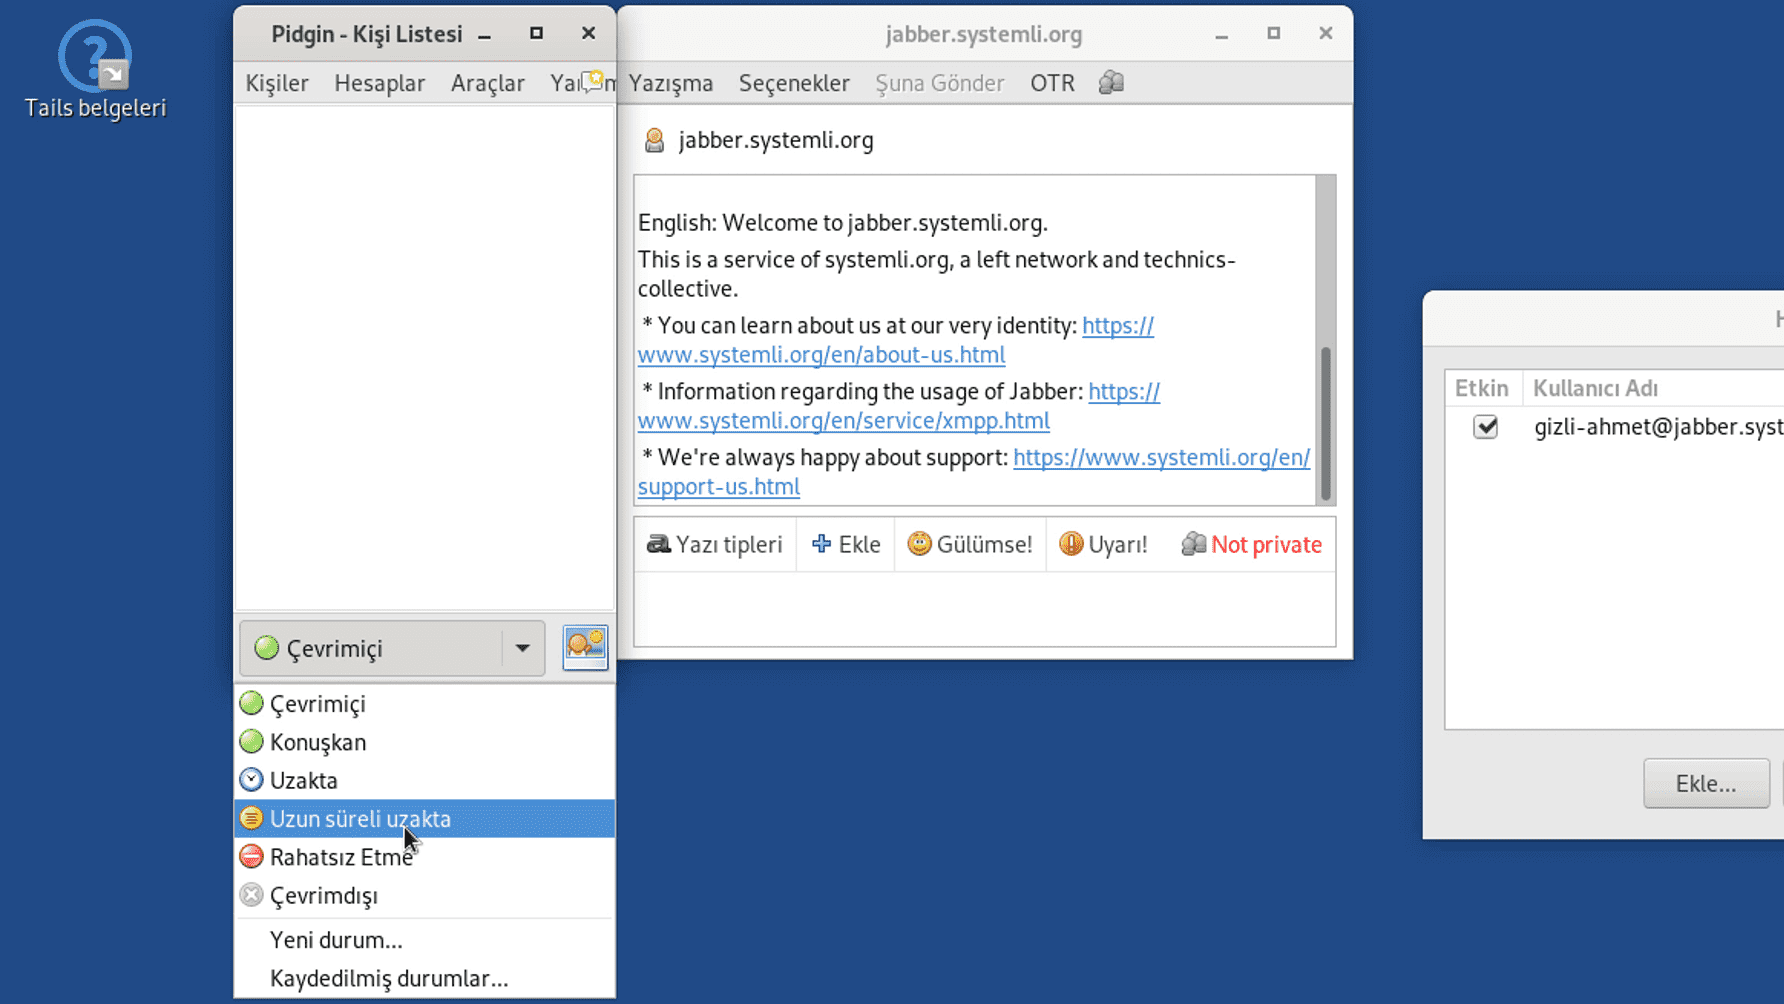 Tails belgeleri
Pidgin - Kişi Listesi
Kişiler Hesaplar Araçlar
Çevrimiçi
Çevrimiçi
Konuşkan
Uzakta
Uzun süreli uzakta
Rahatsız Etme
Çevrimdışı
Yeni durum...
Kaydedilmiş durumlar...
jabber.systemli.org
Yazışma Seçenekler Şuna Gönder OTR
jabber.systemli.org
English: Welcome to jabber.systemli.org.
This is a service of systemli.org, a left network and technics-
collective.
* You can learn about us at our very identity: https://
www.systemli.org/en/about-us.html
* Information regarding the usage of Jabber: https://
www.systemli.org/en/service/xmpp.html
* We're always happy about support: https://www.systemli.org/en/
support-us.html
Yazı tipleri Ekle Gülümse! Uyarı! Not private
Etkin Kullanıcı Adı
gizli-ahmet@jabber.syst
Ekle...